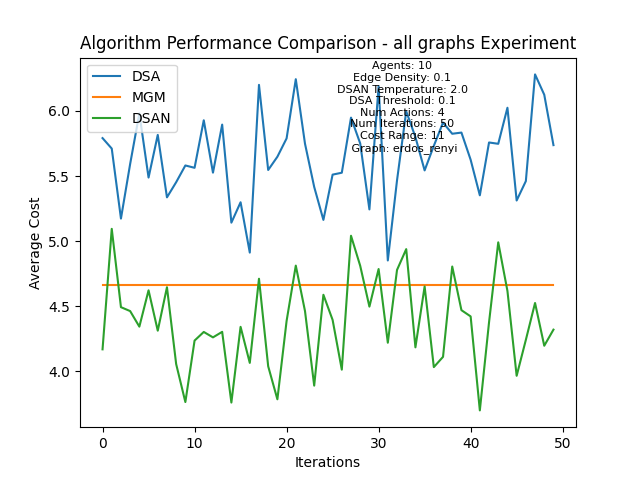 Algorithm Performance Comparison - all graphs Experiment
DSA
MGM
DSAN
Agents: 10
Edge Density: 0.1
DSAN Temperature: 2.0
DSA Threshold: 0.1
Num Actions: 4
Num Iterations: 50
Cost Range: 11
Graph: erdos_renyi
Average Cost
6.0
5.5
5.0
4.5
4.0
0 10 20 30 40 50
Iterations